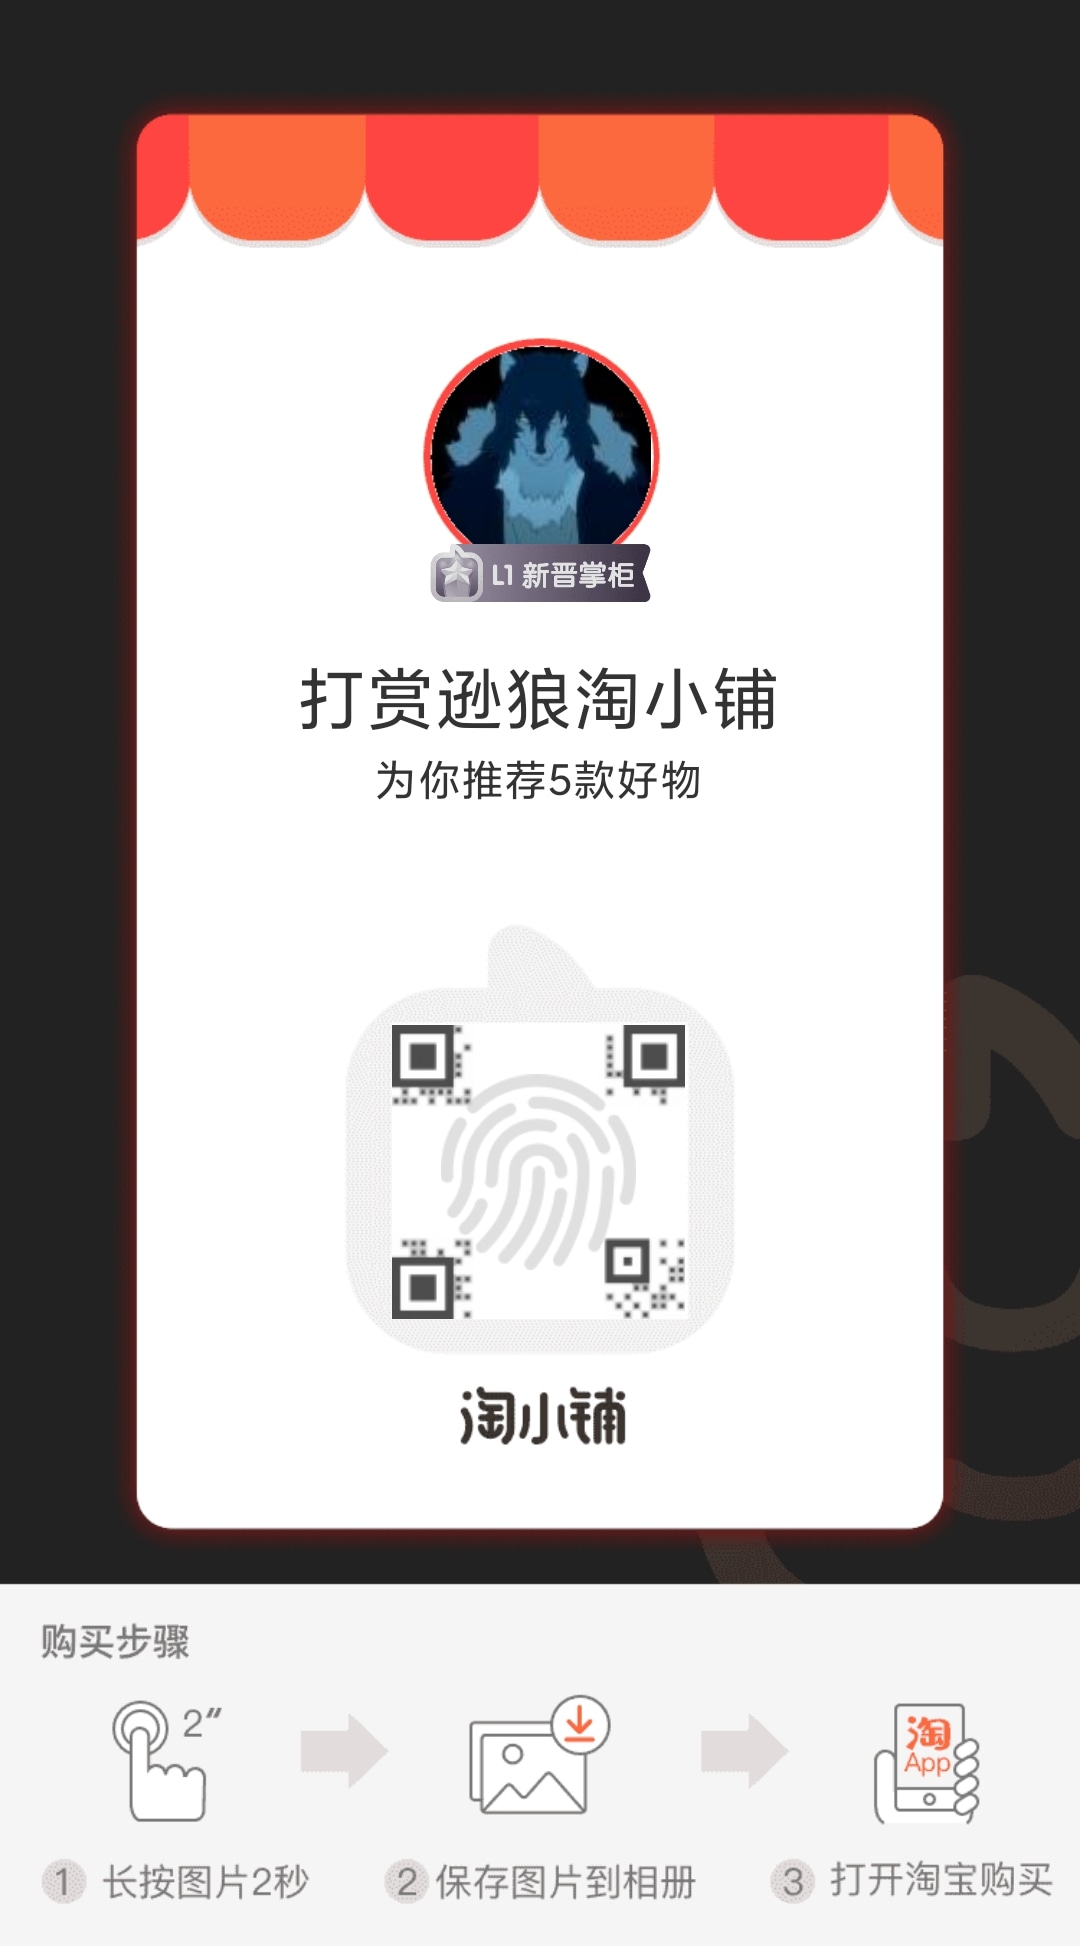 L1 新晋掌柜
打赏逊狼淘小铺
为你推荐5款好物
淘小铺
购买步骤
2″
淘
App
1 长按图片2秒
2 保存图片到相册
3 打开淘宝购买